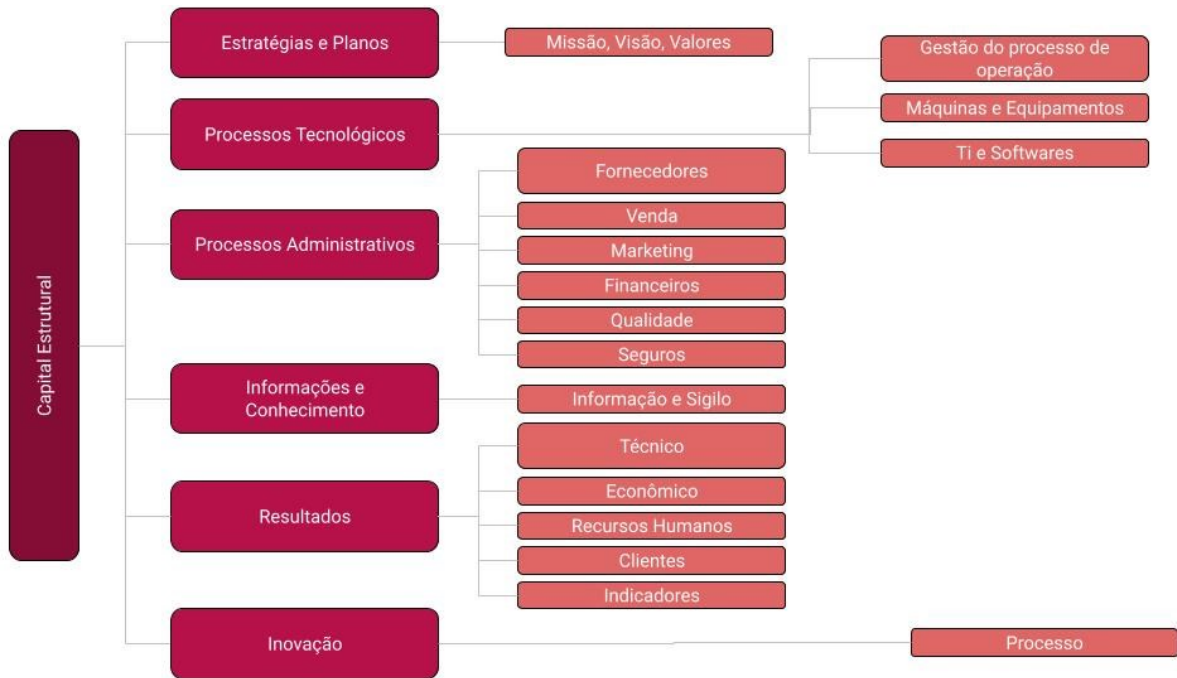 Capital Estrutural
Estratégias e Planos
Missão, Visão, Valores
Processos Tecnológicos
Gestão do processo de
operação
Máquinas e Equipamentos
Ti e Softwares
Processos Administrativos
Fornecedores
Venda
Marketing
Financeiros
Qualidade
Seguros
Informações e
Conhecimento
Informação e Sigilo
Resultados
Técnico
Econômico
Recursos Humanos
Clientes
Indicadores
Inovação
Processo